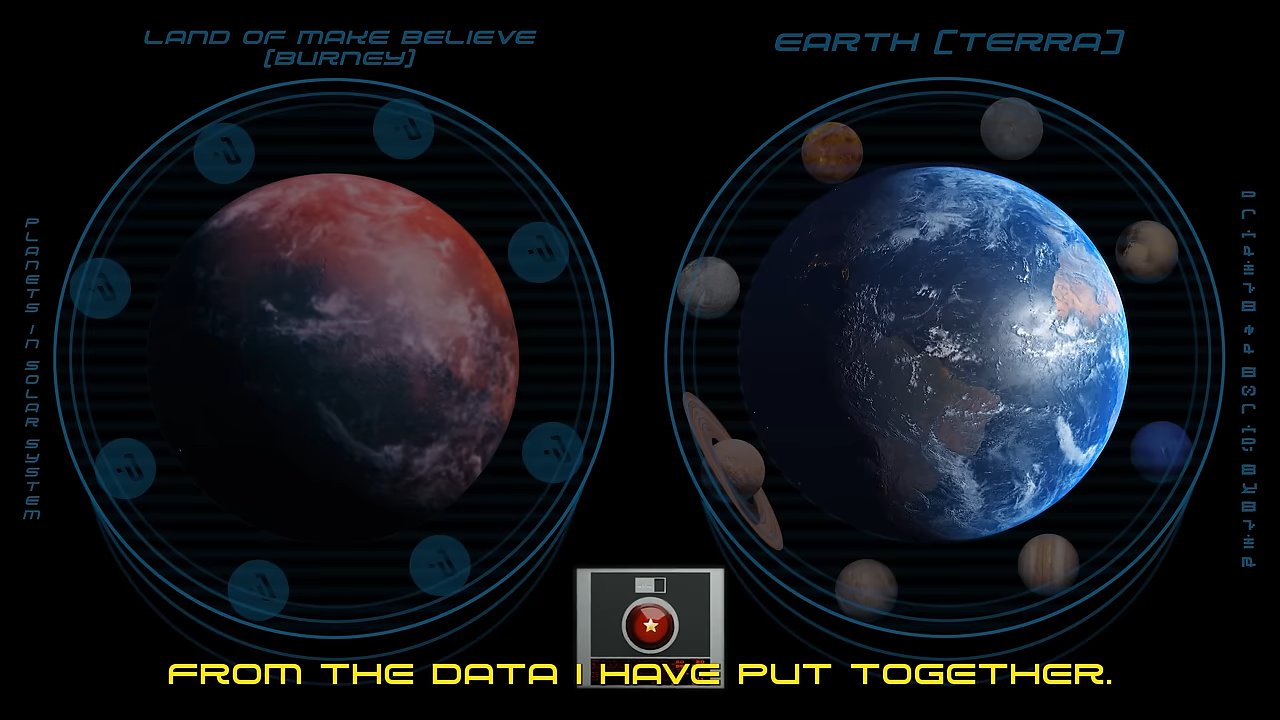 LAND OF MAKE BELIEVE
[BURNEY]
EARTH [TERRA]
PLANETS IN SOLAR SYSTEM
FROM THE DATA I HAVE PUT TOGETHER.